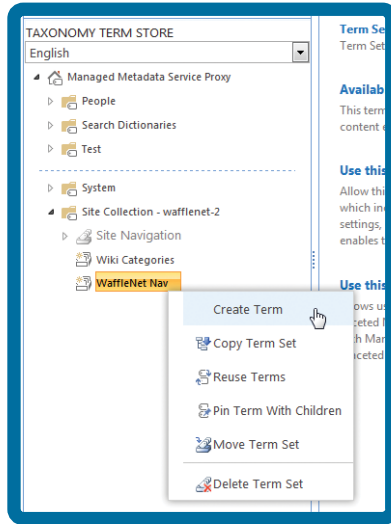 TAXONOMY TERM STORE
English
Managed Metadata Service Proxy
People
Search Dictionaries
Test
System
Site Collection - wafflenet-2
Site Navigation
Wiki Categories
WaffleNet Nav
Create Term
Copy Term Set
Reuse Terms
Pin Term With Children
Move Term Set
Delete Term Set
Term Se
Term Set
Availab
This term
content e
Use this
Allow thi
which in
settings,
enables t
Use this
ows us
ceted
h Mar
ceted